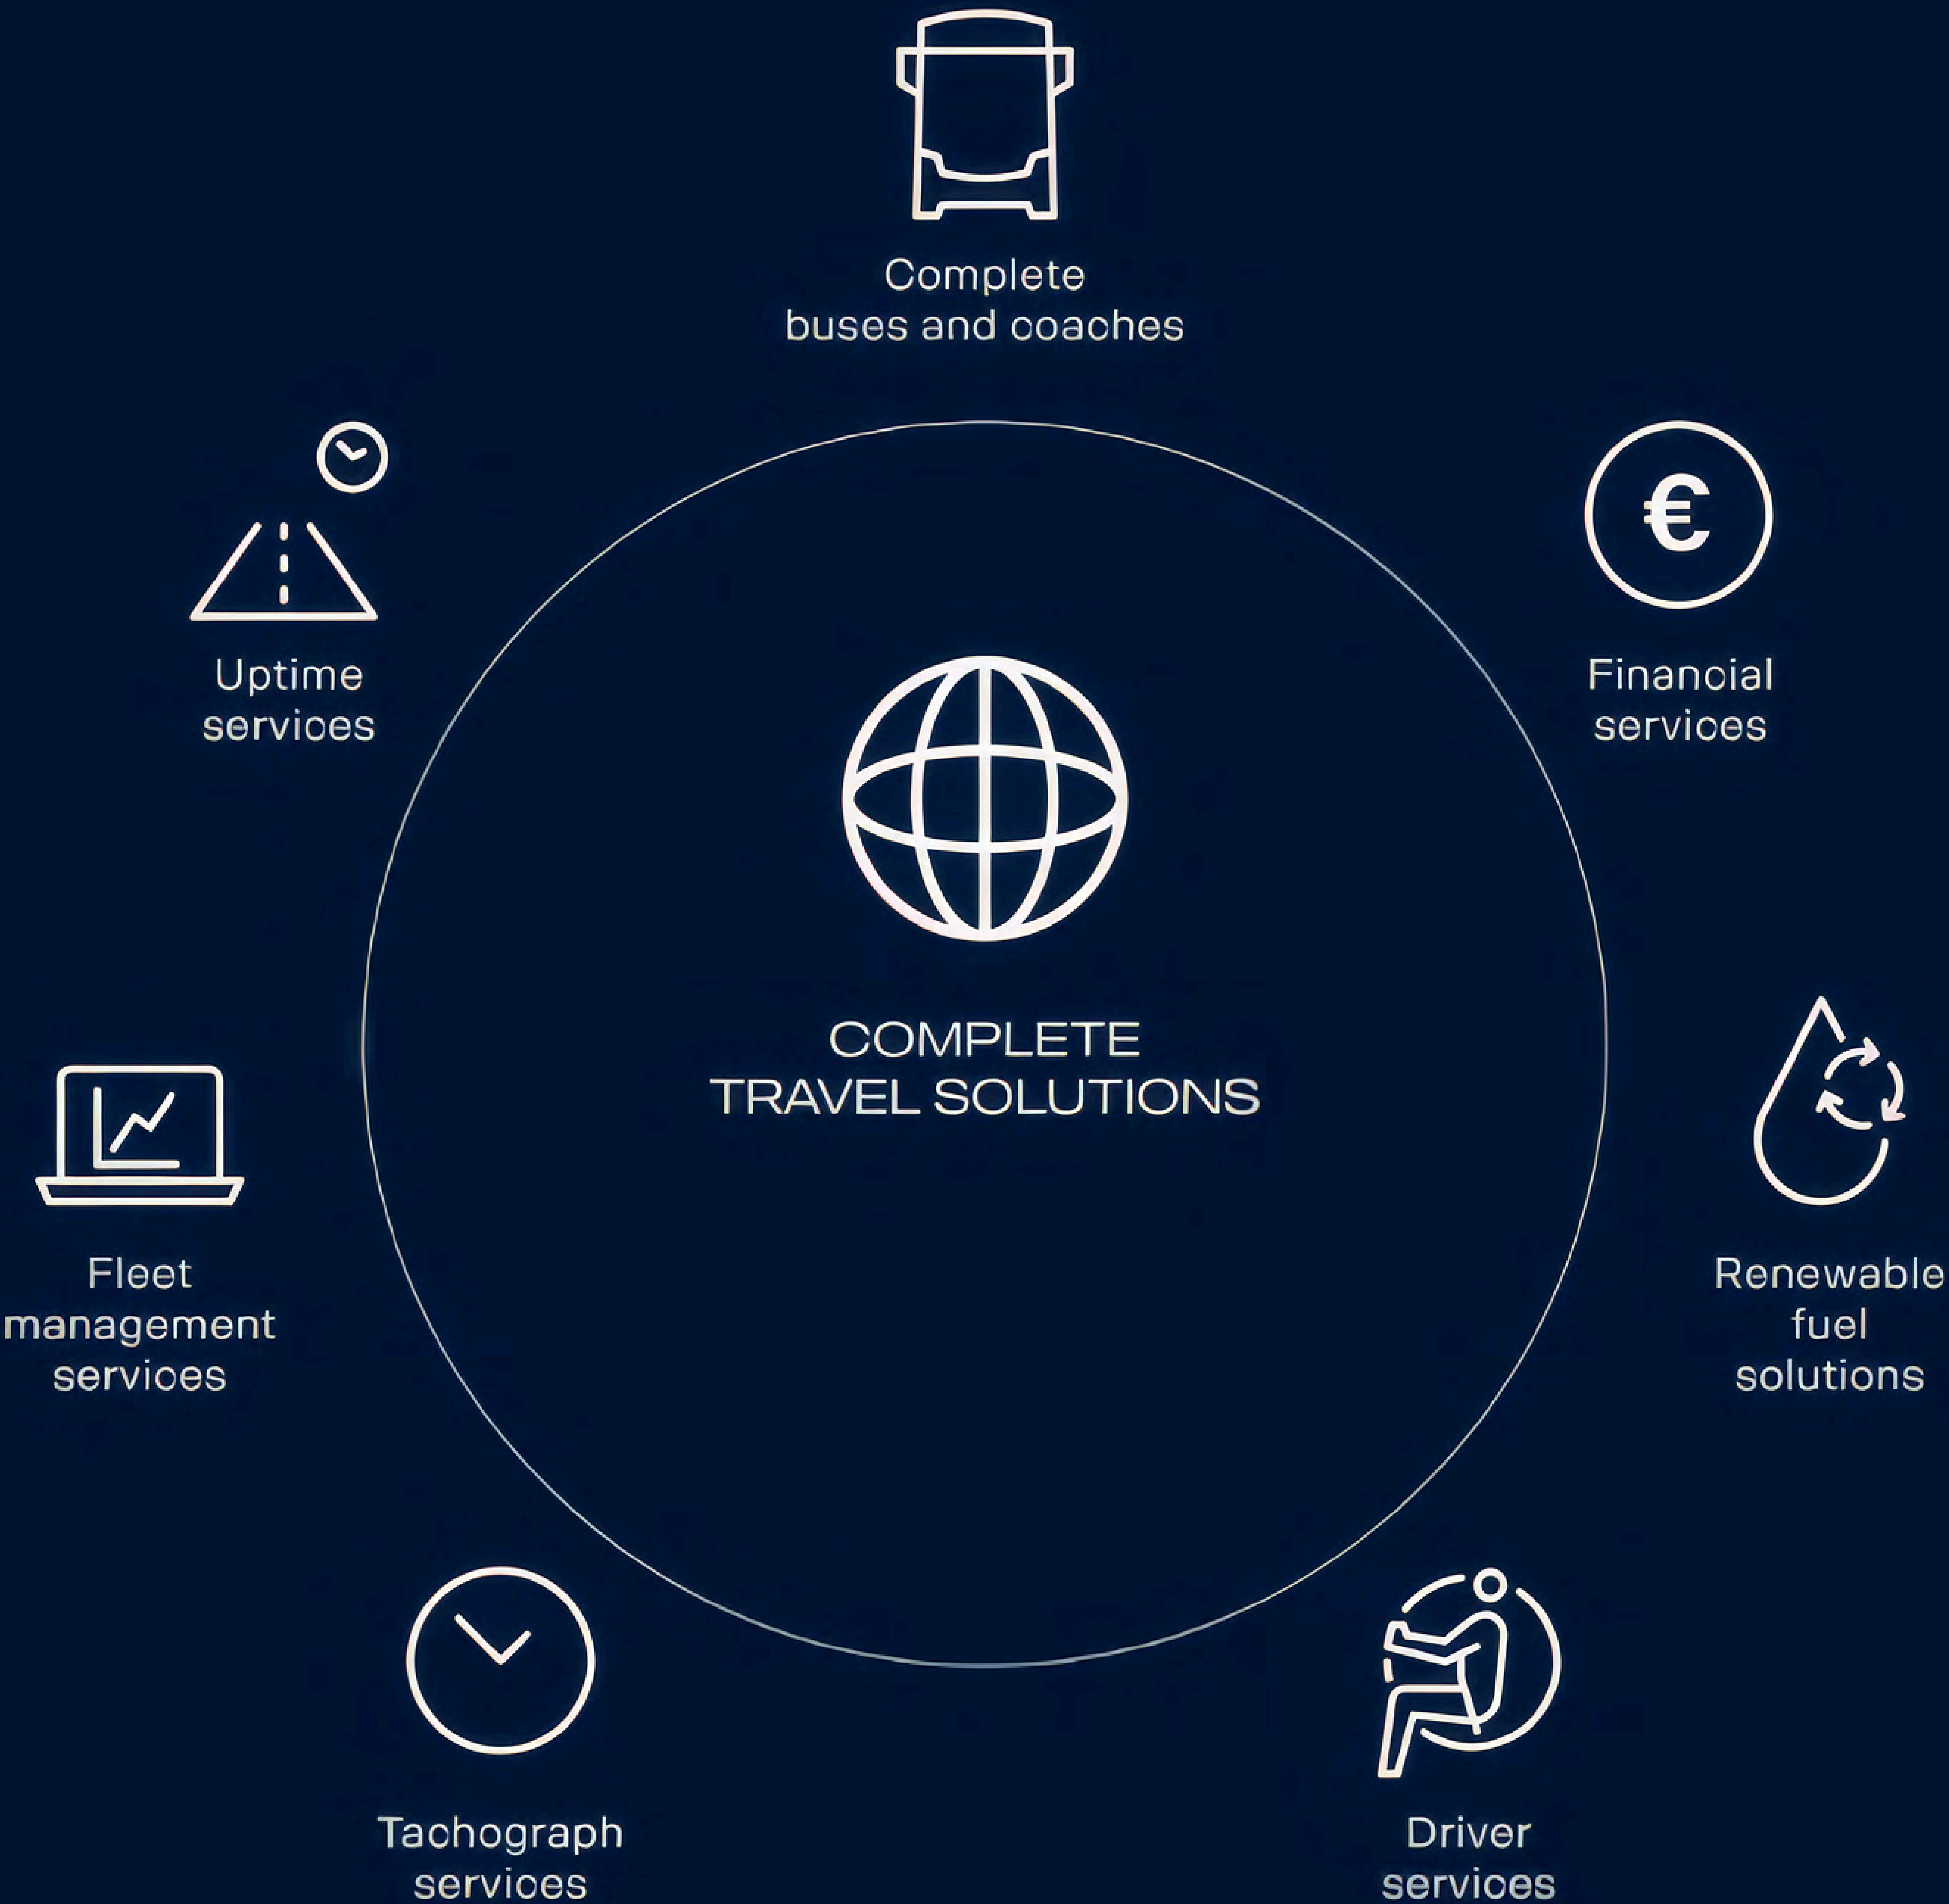 Complete
buses and coaches
Uptime
services
€
Financial
services
COMPLETE
TRAVEL SOLUTIONS
Fleet
management
services
Renewable
fuel
solutions
Tachograph
services
Driver
services